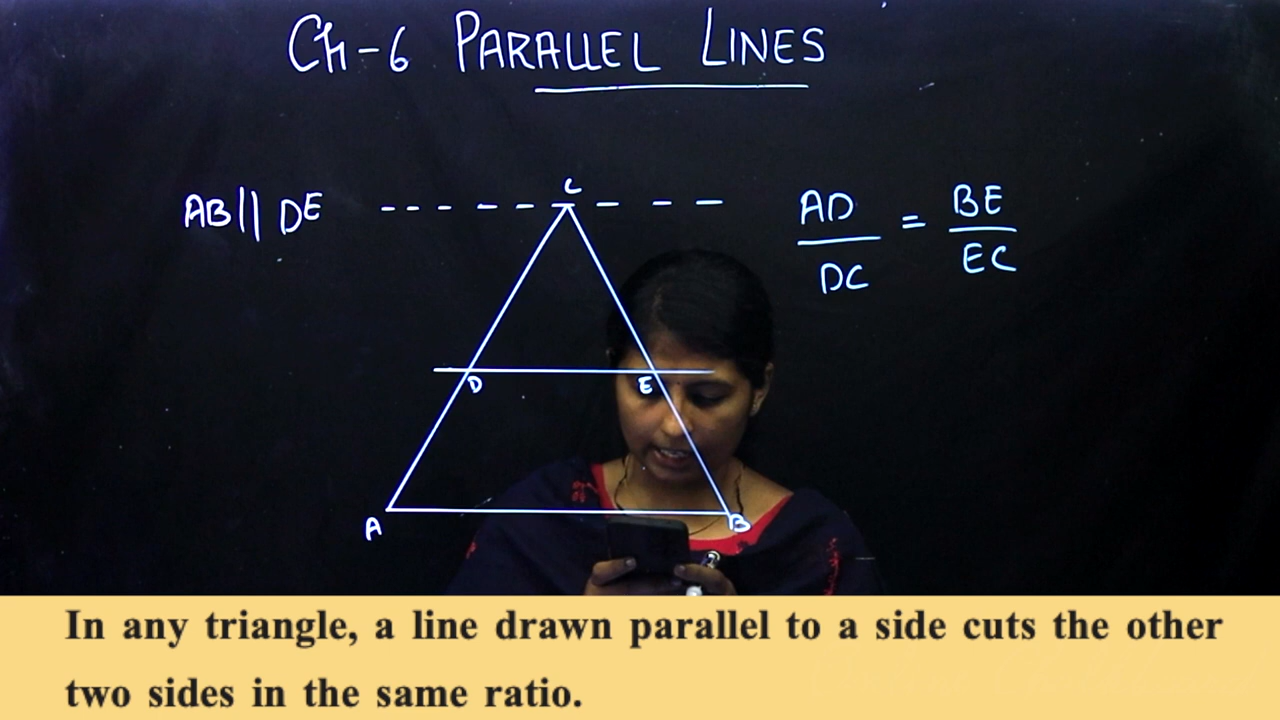 Ch-6 PARALLEL LINES
AB || DE
C
AD/DC = BE/EC
D E
A B
In any triangle, a line drawn parallel to a side cuts the other
two sides in the same ratio.